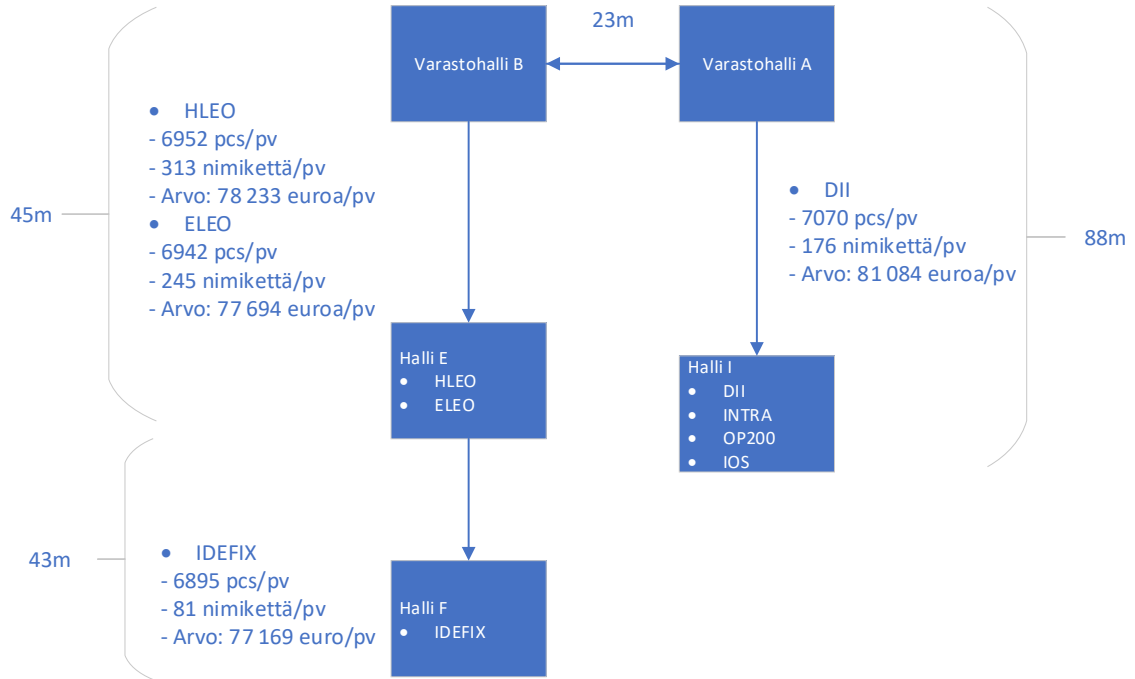 23m
Varastohalli B
Varastohalli A
• HLEO
- 6952 pcs/pv
- 313 nimikettä/pv
- Arvo: 78 233 euroa/pv
• ELEO
- 6942 pcs/pv
- 245 nimikettä/pv
- Arvo: 77 694 euroa/pv
45m
• DII
- 7070 pcs/pv
- 176 nimikettä/pv
- Arvo: 81 084 euroa/pv
88m
Halli E
• HLEO
• ELEO
Halli I
• DII
• INTRA
• OP200
• IOS
43m
• IDEFIX
- 6895 pcs/pv
- 81 nimikettä/pv
- Arvo: 77 169 euro/pv
Halli F
• IDEFIX